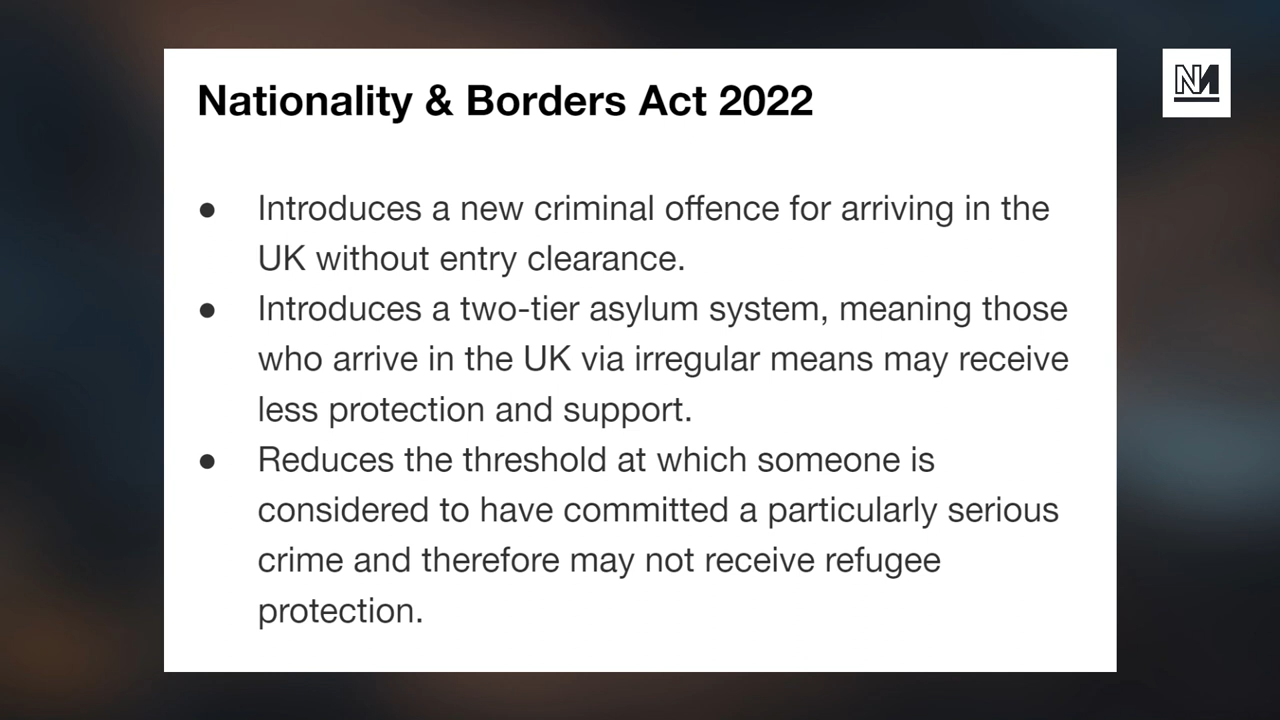 Nationality & Borders Act 2022
NM
● Introduces a new criminal offence for arriving in the
UK without entry clearance.
● Introduces a two-tier asylum system, meaning those
who arrive in the UK via irregular means may receive
less protection and support.
● Reduces the threshold at which someone is
considered to have committed a particularly serious
crime and therefore may not receive refugee
protection.